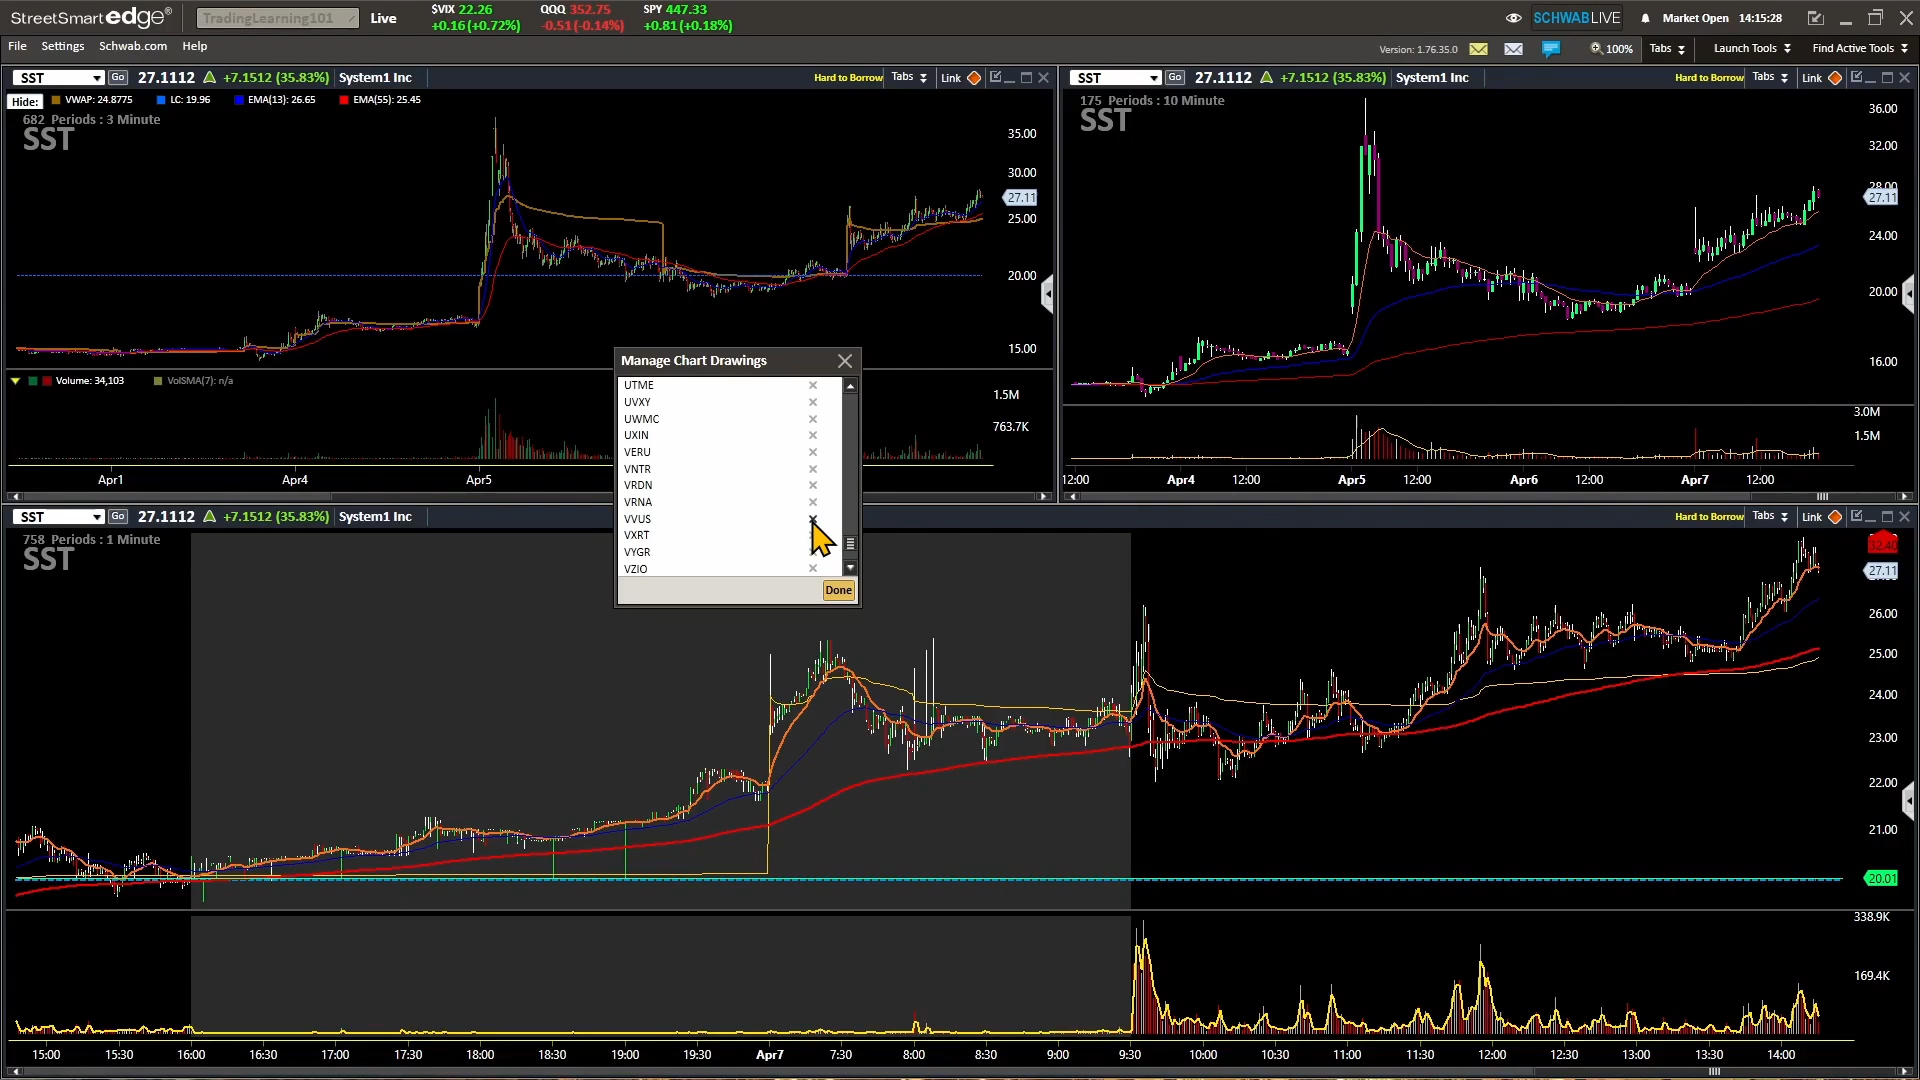 StreetSmart edge®
TradingLearning101
Live
$VIX 22.26
+0.16 (+0.72%)
QQQ 352.75
-0.51 (-0.14%)
SPY 447.33
+0.81 (+0.18%)
SCHWABLIVE
Market Open 14:15:28
File Settings Schwab.com Help
Version: 1.76.35.0
100%
Tabs
Launch Tools
Find Active Tools
SST Go 27.1112 +7.1512 (35.83%) System1 Inc
Hard to Borrow Tabs Link
Hide: VWAP: 24.8775 LC: 19.96 EMA(13): 26.65 EMA(55): 25.45
682 Periods : 3 Minute
SST
35.00
30.00
27.11
25.00
20.00
15.00
Volume: 34,103 VolSMA(7): n/a
1.5M
763.7K
Apr1 Apr4 Apr5
SST Go 27.1112 +7.1512 (35.83%) System1 Inc
Hard to Borrow Tabs Link
175 Periods : 10 Minute
SST
36.00
32.00
28.00
27.11
24.00
20.00
16.00
3.0M
1.5M
12:00 Apr4 12:00 Apr5 12:00 Apr6 12:00 Apr7 12:00
Manage Chart Drawings
UTME
UVXY
UWMC
UXIN
VERU
VNTR
VRDN
VRNA
VVUS
VXRT
VYGR
VZIO
Done
SST Go 27.1112 +7.1512 (35.83%) System1 Inc
Hard to Borrow Tabs Link
758 Periods : 1 Minute
SST
32.40
27.11
26.00
25.00
24.00
23.00
22.00
21.00
20.01
338.9K
169.4K
15:00 15:30 16:00 16:30 17:00 17:30 18:00 18:30 19:00 19:30 Apr7 7:30 8:00 8:30 9:00 9:30 10:00 10:30 11:00 11:30 12:00 12:30 13:00 13:30 14:00